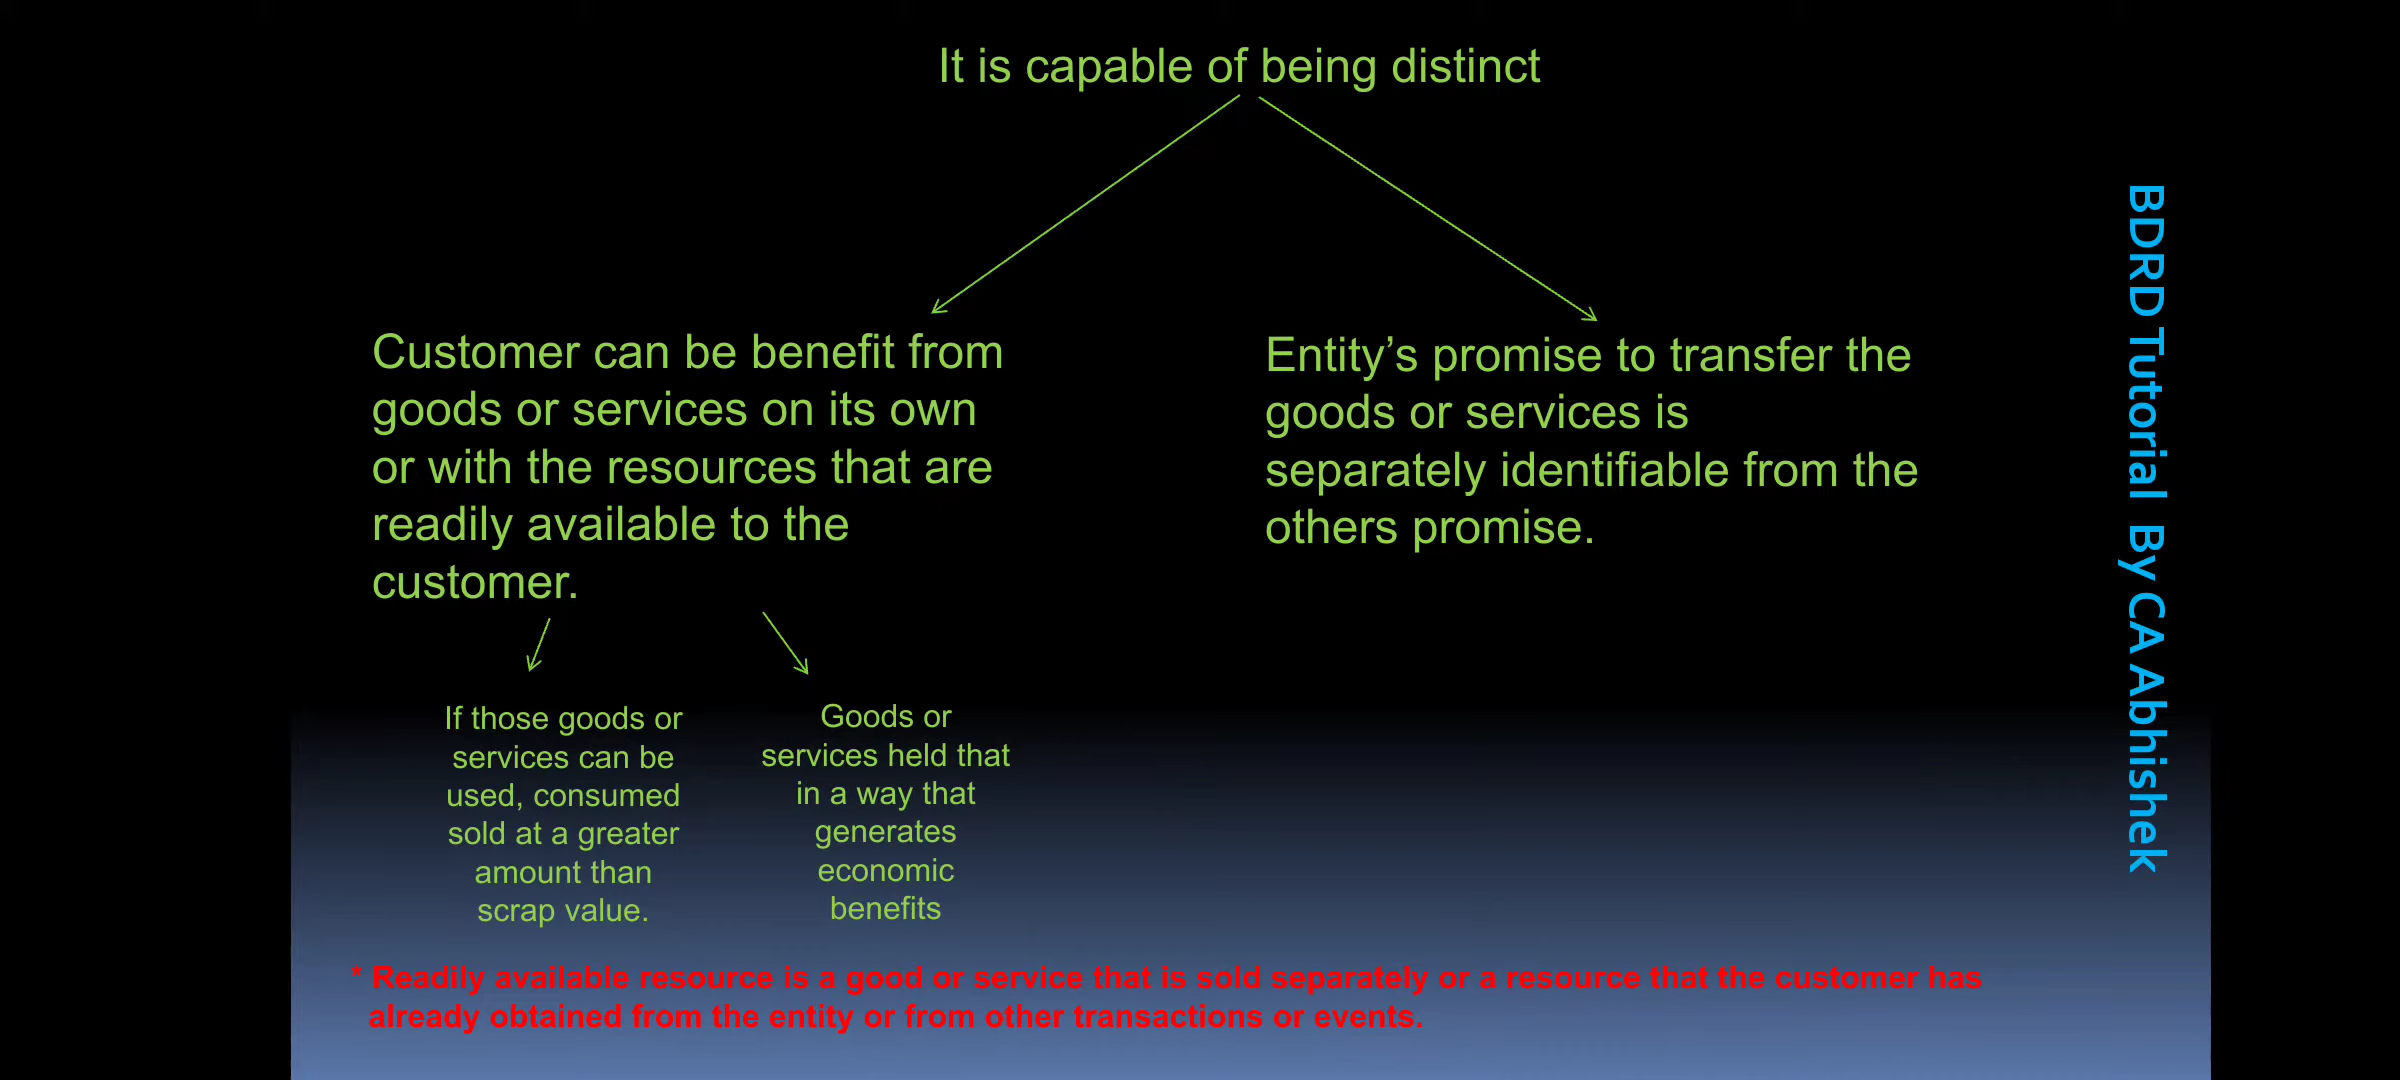 It is capable of being distinct
Customer can be benefit from
goods or services on its own
or with the resources that are
readily available to the
customer.
Entity’s promise to transfer the
goods or services is
separately identifiable from the
others promise.
If those goods or
services can be
used, consumed
sold at a greater
amount than
scrap value.
Goods or
services held that
in a way that
generates
economic
benefits
* Readily available resource is a good or service that is sold separately or a resource that the customer has
already obtained from the entity or from other transactions or events.
BDRD Tutorial By CA Abhishek